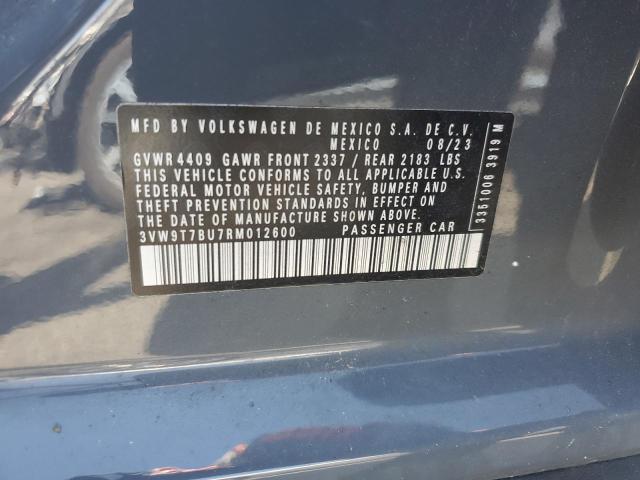 MFD BY VOLKSWAGEN DE MEXICO S.A. DE C.V.
MEXICO 08/23
GVWR 4409 GAWR FRONT 2337 / REAR 2183 LBS
THIS VEHICLE CONFORMS TO ALL APPLICABLE U.S.
FEDERAL MOTOR VEHICLE SAFETY, BUMPER AND
THEFT PREVENTION STANDARDS IN EFFECT ON
THE DATE OF MANUFACTURE SHOWN ABOVE.
3VW9T7BU7RM012600 PASSENGER CAR
3351006 3919 M